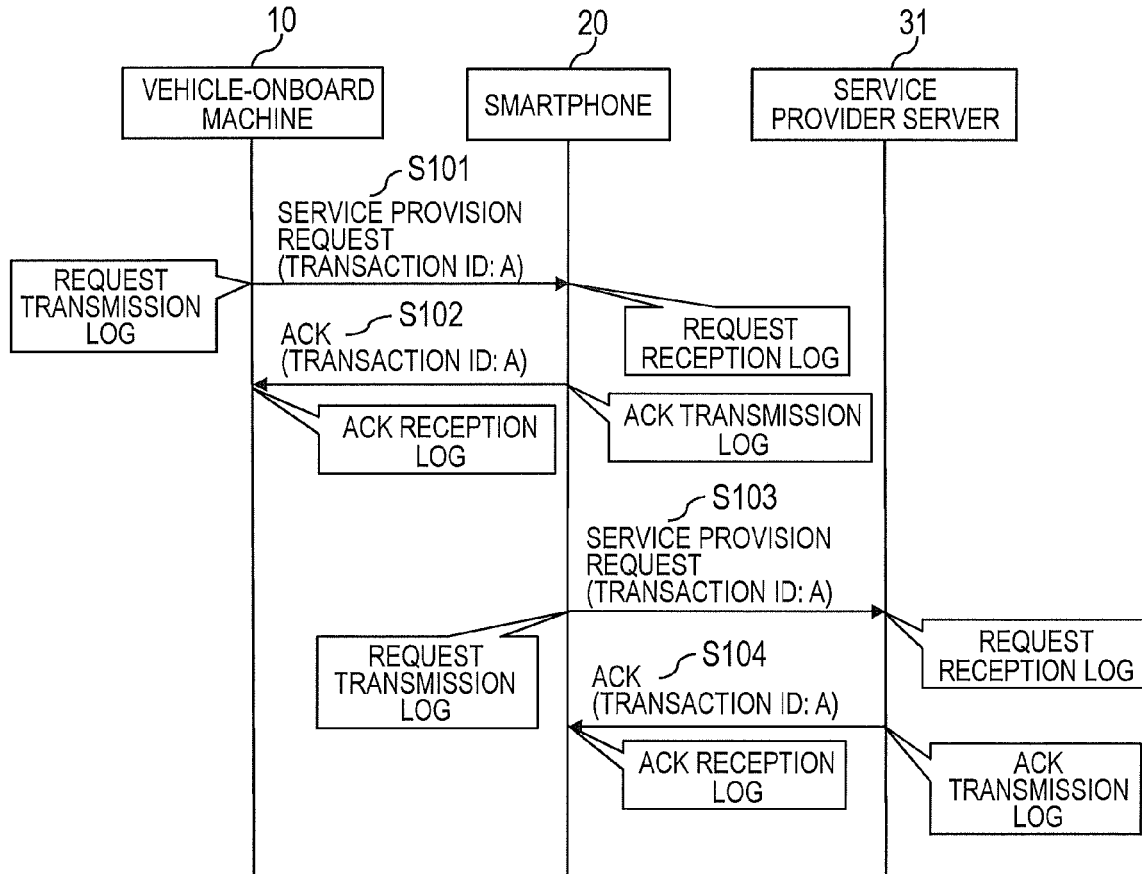 10
20
31
VEHICLE-ONBOARD
MACHINE
SMARTPHONE
SERVICE
PROVIDER SERVER
S101
SERVICE PROVISION
REQUEST
(TRANSACTION ID: A)
REQUEST
TRANSMISSION
LOG
REQUEST
RECEPTION LOG
S102
ACK
(TRANSACTION ID: A)
ACK RECEPTION
LOG
ACK TRANSMISSION
LOG
S103
SERVICE PROVISION
REQUEST
(TRANSACTION ID: A)
REQUEST
TRANSMISSION
LOG
REQUEST
RECEPTION LOG
S104
ACK
(TRANSACTION ID: A)
ACK RECEPTION
LOG
ACK
TRANSMISSION
LOG